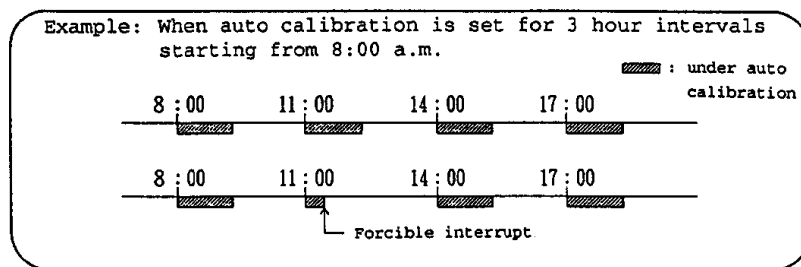 Example: When auto calibration is set for 3 hour intervals
starting from 8:00 a.m.
: under auto
calibration
8:00 11:00 14:00 17:00
8:00 11:00 14:00 17:00
Forcible interrupt